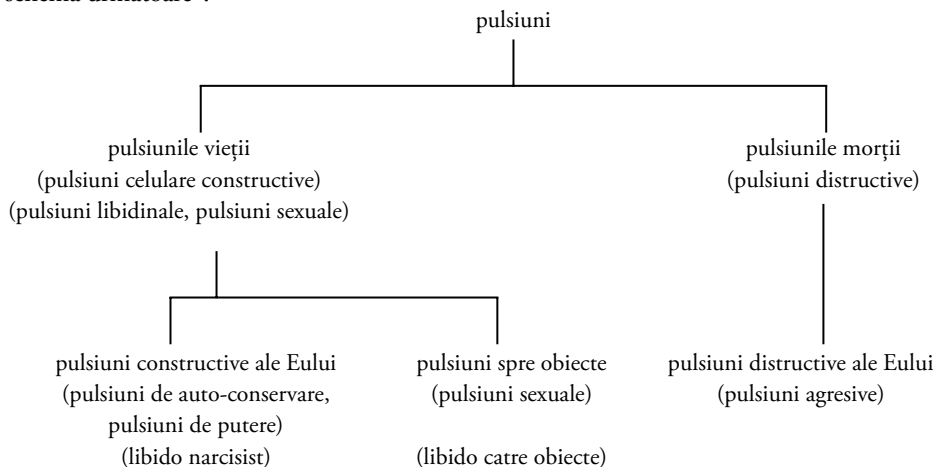 pulsiuni
pulsiunile vieții
(pulsiuni celulare constructive)
(pulsiuni libidinale, pulsiuni sexuale)
pulsiunile morții
(pulsiuni distructive)
pulsiuni constructive ale Eului
(pulsiuni de auto-conservare,
pulsiuni de putere)
(libido narcisist)
pulsiuni spre obiecte
(pulsiuni sexuale)
(libido catre obiecte)
pulsiuni distructive ale Eului
(pulsiuni agresive)